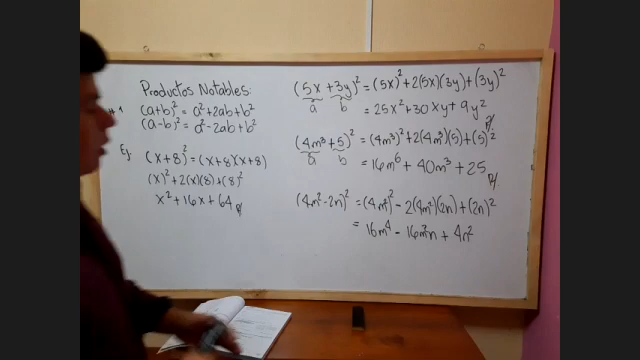 Productos Notables:
(a+b)² = a²+2ab+b²
(a-b)² = a²-2ab+b²
Ej (x+8)² = (x+8)(x+8)
(x)²+2(x)(8)+(8)²
x²+16x+64
(5x+3y)² = (5x)²+2(5x)(3y)+(3y)²
a b
= 25x²+30xy+9y²
(4m³+5)² = (4m³)²+2(4m³)(5)+(5)²
a b
= 16m⁶+40m³+25
(4m²-2n)² = (4m²)²-2(4m²)(2n)+(2n)²
= 16m⁴-16m²n+4n²